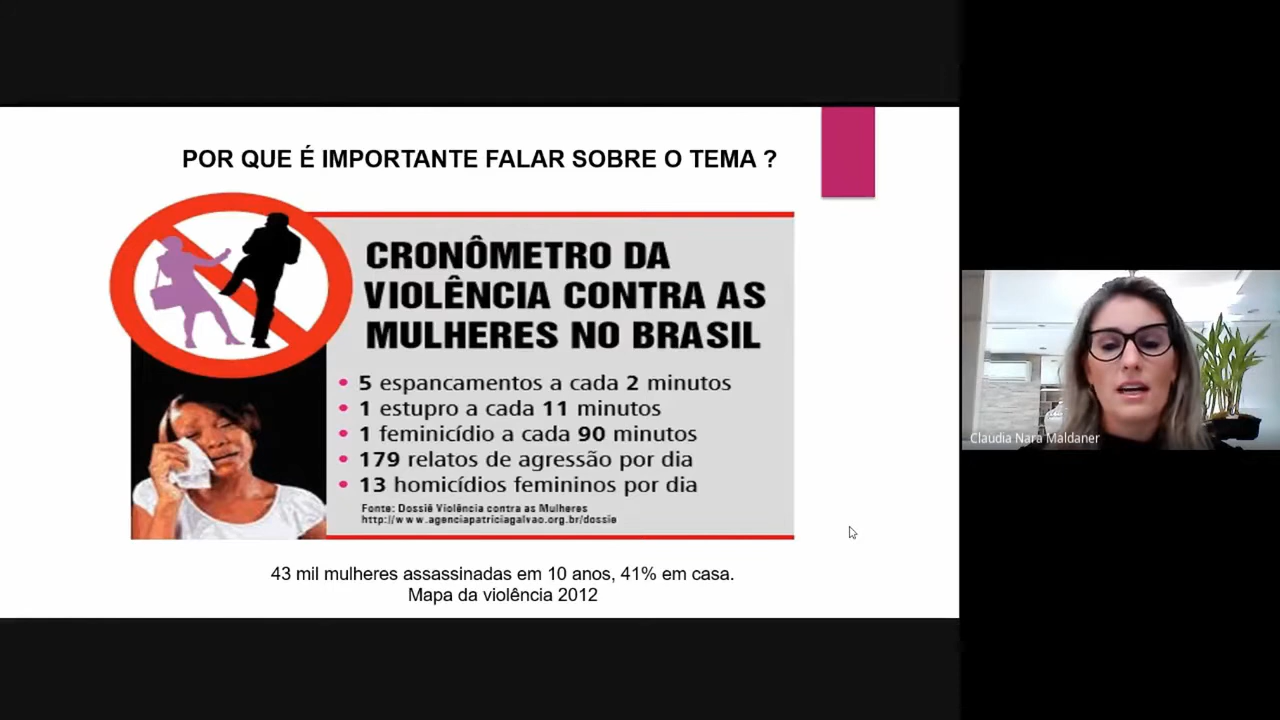 POR QUE É IMPORTANTE FALAR SOBRE O TEMA ?
CRONÔMETRO DA
VIOLÊNCIA CONTRA AS
MULHERES NO BRASIL
• 5 espancamentos a cada 2 minutos
• 1 estupro a cada 11 minutos
• 1 feminicídio a cada 90 minutos
• 179 relatos de agressão por dia
• 13 homicídios femininos por dia
Fonte: Dossiê Violência contra as Mulheres
http://www.agenciapatriciagalvao.org.br/dossie
43 mil mulheres assassinadas em 10 anos, 41% em casa.
Mapa da violência 2012
Claudia Nara Maldaner